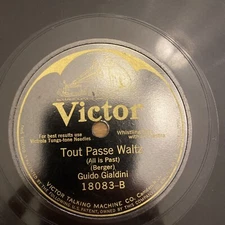 Victor
For best results use
Victrola Tungs-tone Needles
Whistling
with
Tout Passe Waltz
(All is Past)
(Berger)
Guido Gialdini
18083-B
VICTOR TALKING MACHINE CO.